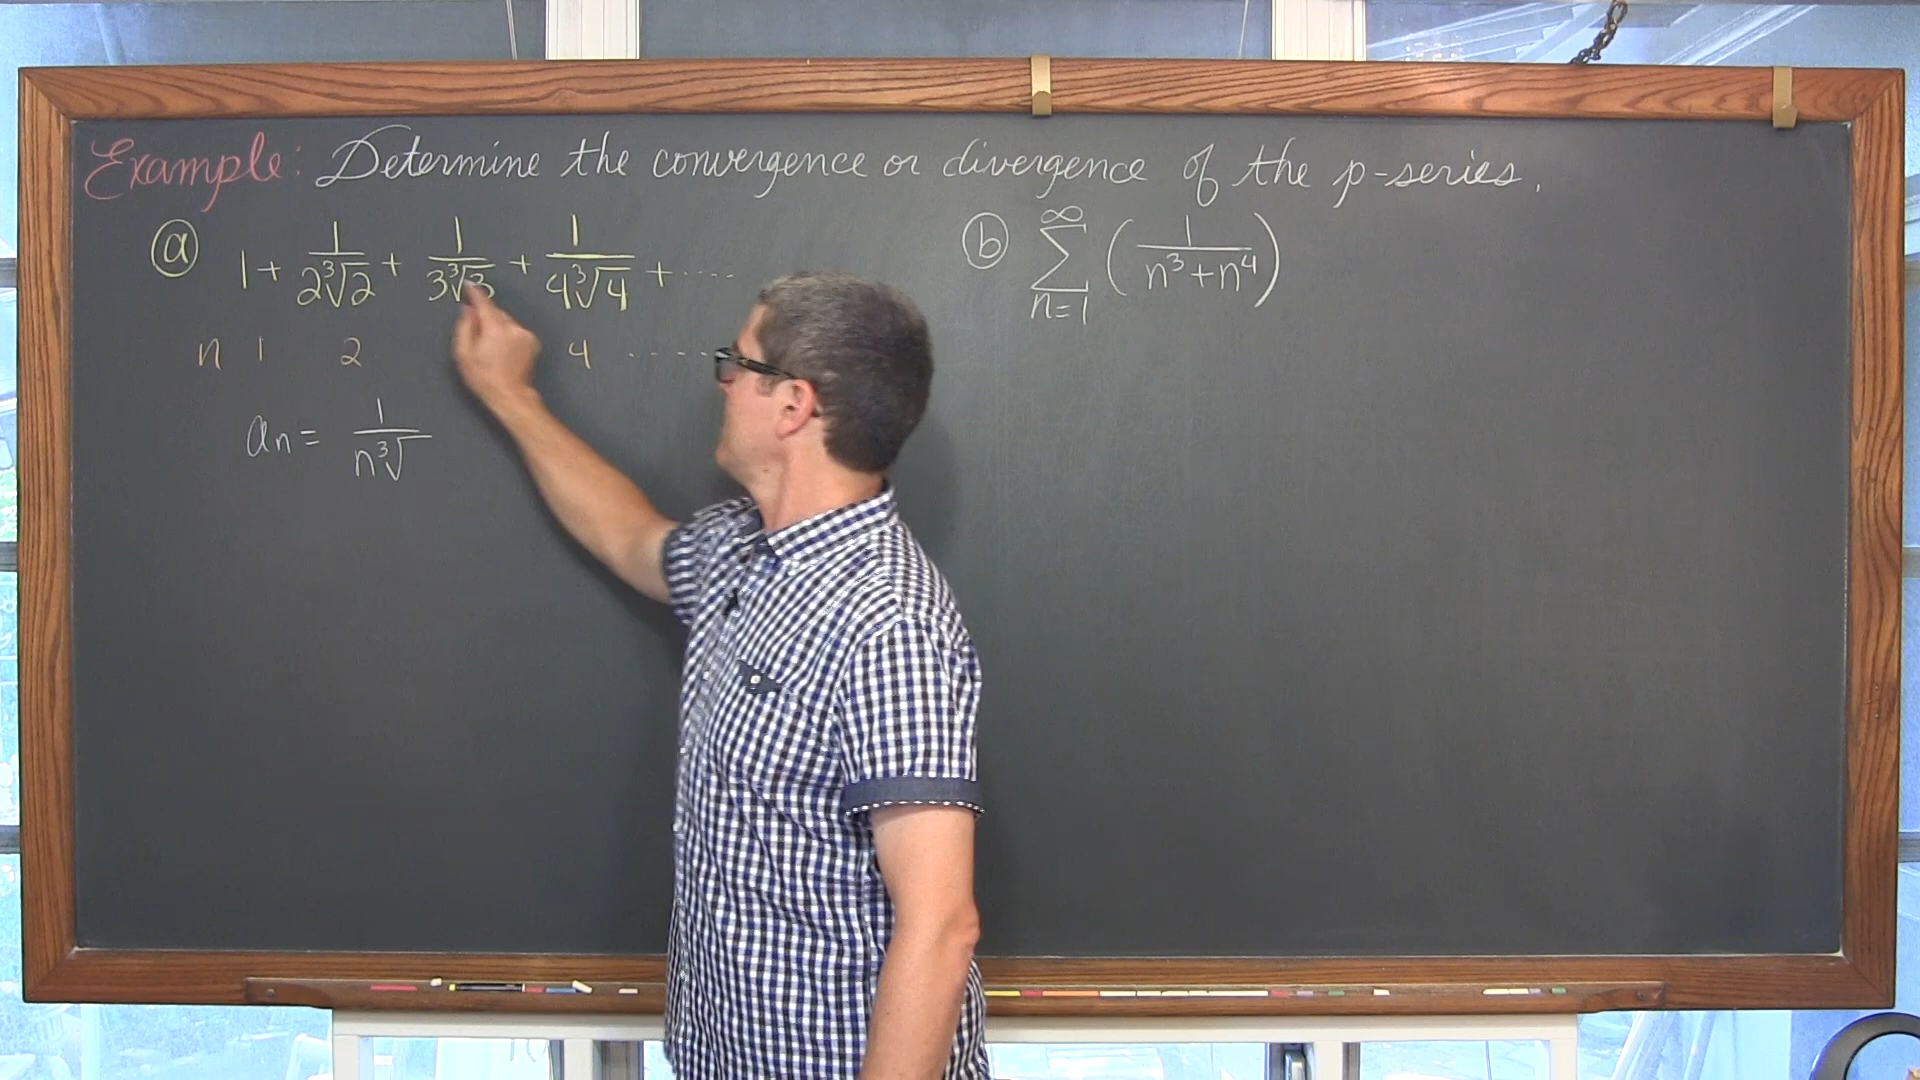 Example: Determine the convergence or divergence of the p-series.
ⓐ 1 + 1/(2∛2) + 1/(3∛3) + 1/(4∛4) + ....
n 1 2 4 .....
aₙ = 1/(n∛ )
ⓑ ∞∑n=1 (1/(n³+n⁴))